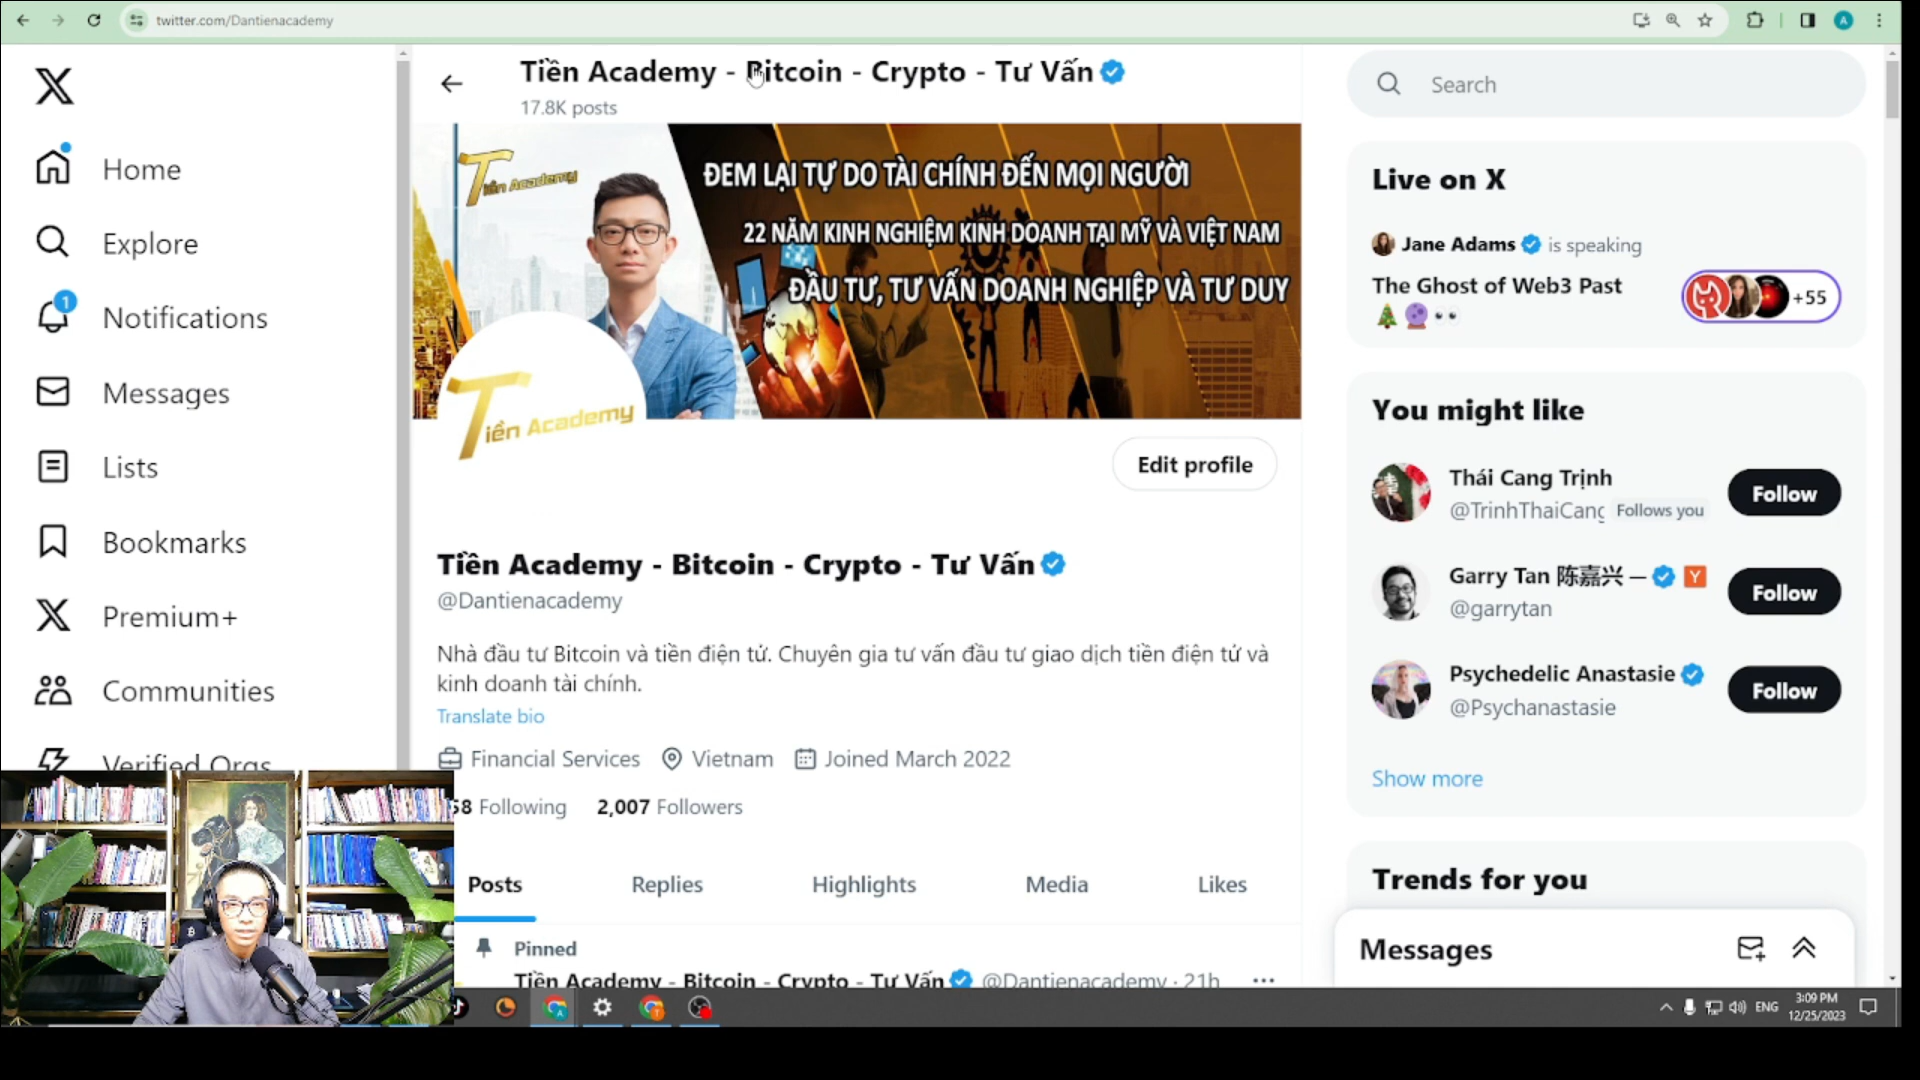 twitter.com/Dantienacademy
Home
Explore
1
Notifications
Messages
Lists
Bookmarks
Premium+
Communities
Verified Orgs
Tiền Academy - Bitcoin - Crypto - Tư Vấn
17.8K posts
Tiền Academy
ĐEM LẠI TỰ DO TÀI CHÍNH ĐẾN MỌI NGƯỜI
22 NĂM KINH NGHIỆM KINH DOANH TẠI MỸ VÀ VIỆT NAM
ĐẦU TƯ, TƯ VẤN DOANH NGHIỆP VÀ TƯ DUY
Tiền Academy
Edit profile
Tiền Academy - Bitcoin - Crypto - Tư Vấn
@Dantienacademy
Nhà đầu tư Bitcoin và tiền điện tử. Chuyên gia tư vấn đầu tư giao dịch tiền điện tử và
kinh doanh tài chính.
Translate bio
Financial Services Vietnam Joined March 2022
58 Following 2,007 Followers
Posts Replies Highlights Media Likes
Pinned
Tiền Academy - Bitcoin - Crypto - Tư Vấn @Dantienacademy · 21h
Search
Live on X
Jane Adams is speaking
The Ghost of Web3 Past
+55
You might like
Thái Cang Trịnh
@TrinhThaiCang Follows you
Follow
Garry Tan 陈嘉兴 — Y
@garrytan
Follow
Psychedelic Anastasie
@Psychanastasie
Follow
Show more
Trends for you
Messages
A
ENG
3:09 PM
12/25/2023